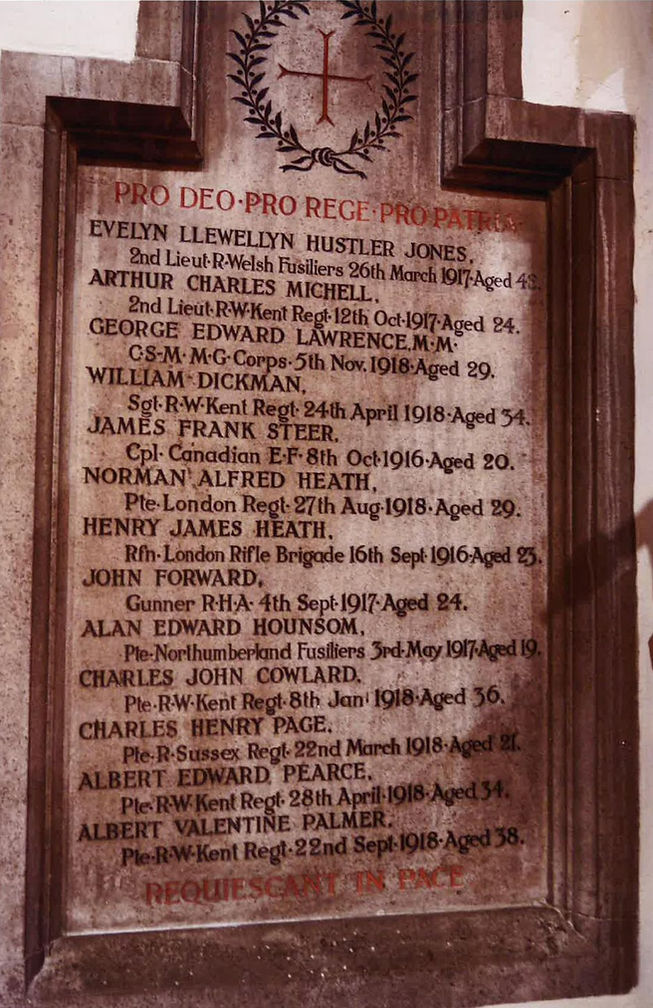 PRO DEO·PRO REGE·PRO PATRIA
EVELYN LLEWELLYN HUSTLER JONES,
2nd Lieut·R·Welsh Fusiliers 26th March 1917·Aged
ARTHUR CHARLES MICHELL,
2nd Lieut·R·W·Kent Regt·12th Oct·1917·Aged 24.
GEORGE EDWARD LAWRENCE,M·M·
C·S·M· M·G·Corps·5th Nov.1918·Aged 29.
WILLIAM DICKMAN,
Sgt·R·W·Kent Regt· 24th April 1918·Aged 34.
JAMES FRANK STEER,
Cpl· Canadian E·F·8th Oct·1916·Aged 20.
NORMAN ALFRED HEATH,
Pte·London Regt·27th Aug·1918·Aged 29.
HENRY JAMES HEATH,
Rfn·London Rifle Brigade 16th Sept·1916·Aged 23.
JOHN FORWARD,
Gunner R·H·A· 4th Sept·1917·Aged 24.
ALAN EDWARD HOUNSOM,
Pte·Northumberland Fusiliers 3rd·May 1917·Aged 19.
CHARLES JOHN COWLARD,
Pte·R·W·Kent Regt·8th Jan· 1918·Aged 36.
CHARLES HENRY PAGE,
Pte·R·Sussex Regt·22nd March 1918·Aged 21.
ALBERT EDWARD PEARCE,
Pte·R·W·Kent Regt·28th April·1918·Aged 34.
ALBERT VALENTINE PALMER,
Pte·R·W·Kent Regt·22nd Sept·1918·Aged 38.
REQUIESCANT IN PACE